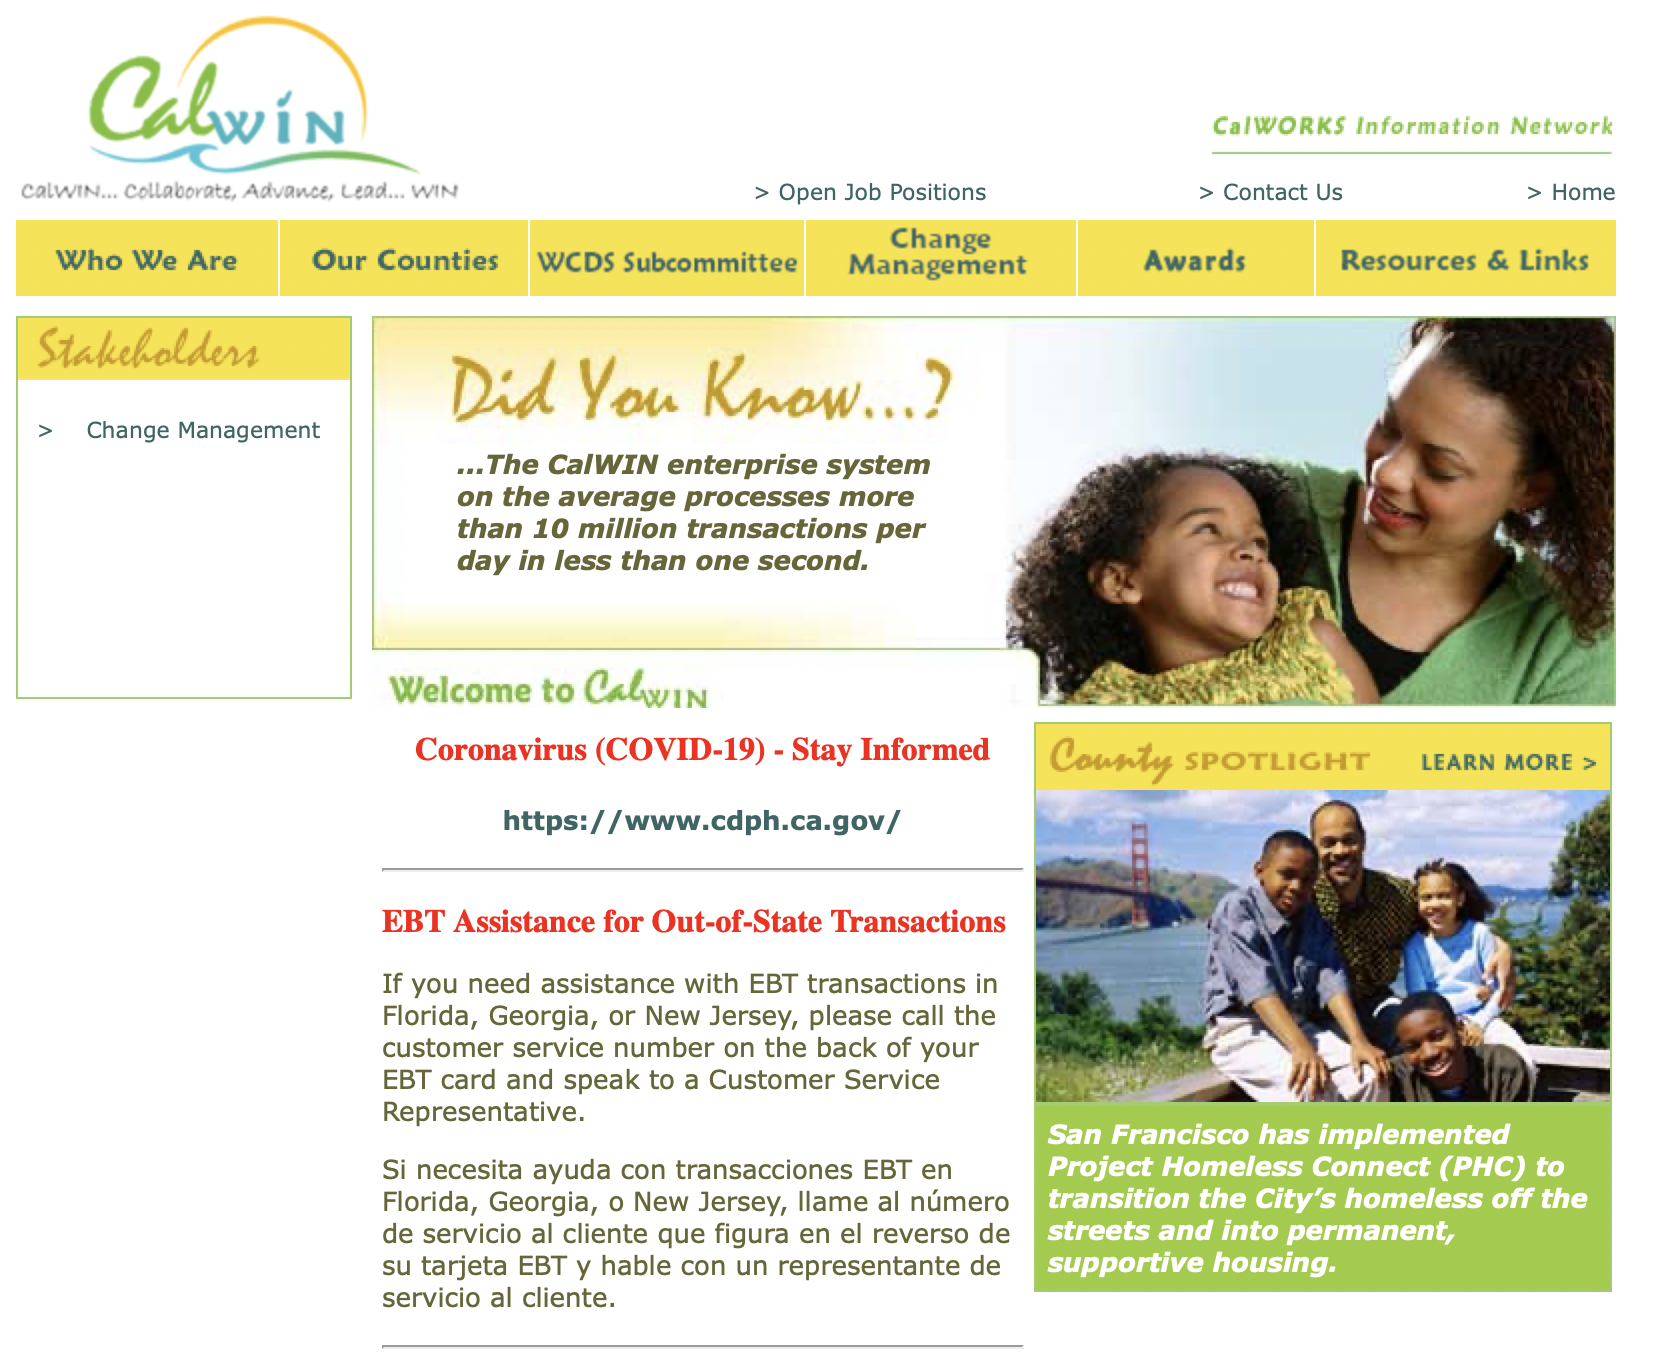 CalWIN
CalWIN... Collaborate, Advance, Lead... WIN
CalWORKS Information Network
> Open Job Positions
> Contact Us
> Home
Who We Are
Our Counties
WCDS Subcommittee
Change
Management
Awards
Resources & Links
Stakeholders
> Change Management
Did You Know...?
...The CalWIN enterprise system
on the average processes more
than 10 million transactions per
day in less than one second.
Welcome to CalWIN
Coronavirus (COVID-19) - Stay Informed
https://www.cdph.ca.gov/
EBT Assistance for Out-of-State Transactions
If you need assistance with EBT transactions in
Florida, Georgia, or New Jersey, please call the
customer service number on the back of your
EBT card and speak to a Customer Service
Representative.
Si necesita ayuda con transacciones EBT en
Florida, Georgia, o New Jersey, llame al número
de servicio al cliente que figura en el reverso de
su tarjeta EBT y hable con un representante de
servicio al cliente.
County SPOTLIGHT
LEARN MORE >
San Francisco has implemented
Project Homeless Connect (PHC) to
transition the City’s homeless off the
streets and into permanent,
supportive housing.